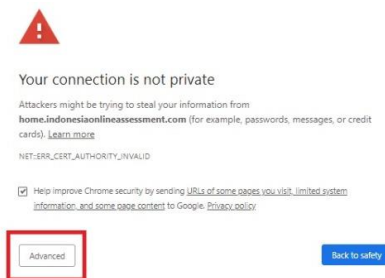 Your connection is not private
Attackers might be trying to steal your information from
home.indonesiaonlineassessment.com (for example, passwords, messages, or credit
cards). Learn more
NET::ERR_CERT_AUTHORITY_INVALID
Help improve Chrome security by sending URLs of some pages you visit, limited system
information, and some page content to Google. Privacy policy
Advanced
Back to safety